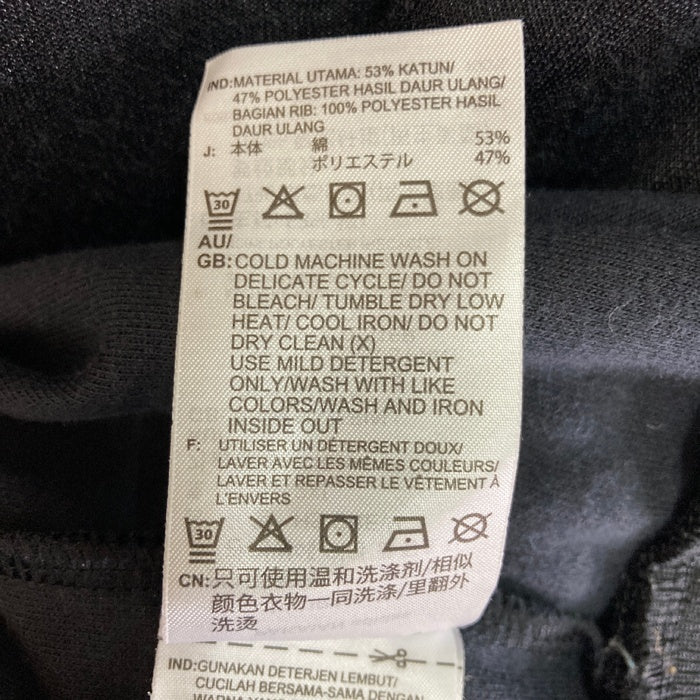 IND:MATERIAL UTAMA: 53% KATUN/
47% POLYESTER HASIL DAUR ULANG/
BAGIAN RIB: 100% POLYESTER HASIL
DAUR ULANG
J: 本体 綿 53%
ポリエステル 47%
30
AU/
GB:COLD MACHINE WASH ON
DELICATE CYCLE/ DO NOT
BLEACH/ TUMBLE DRY LOW
HEAT/ COOL IRON/ DO NOT
DRY CLEAN (X)
USE MILD DETERGENT
ONLY/WASH WITH LIKE
COLORS/WASH AND IRON
INSIDE OUT
F: UTILISER UN DÉTERGENT DOUX/
LAVER AVEC LES MÊMES COULEURS/
LAVER ET REPASSER LE VÊTEMENT À
L'ENVERS
30
CN:只可使用温和洗涤剂/相似
颜色衣物一同洗涤/里翻外
洗烫
IND:GUNAKAN DETERJEN LEMBUT/
CUCILAH BERSAMA-SAMA DENGAN